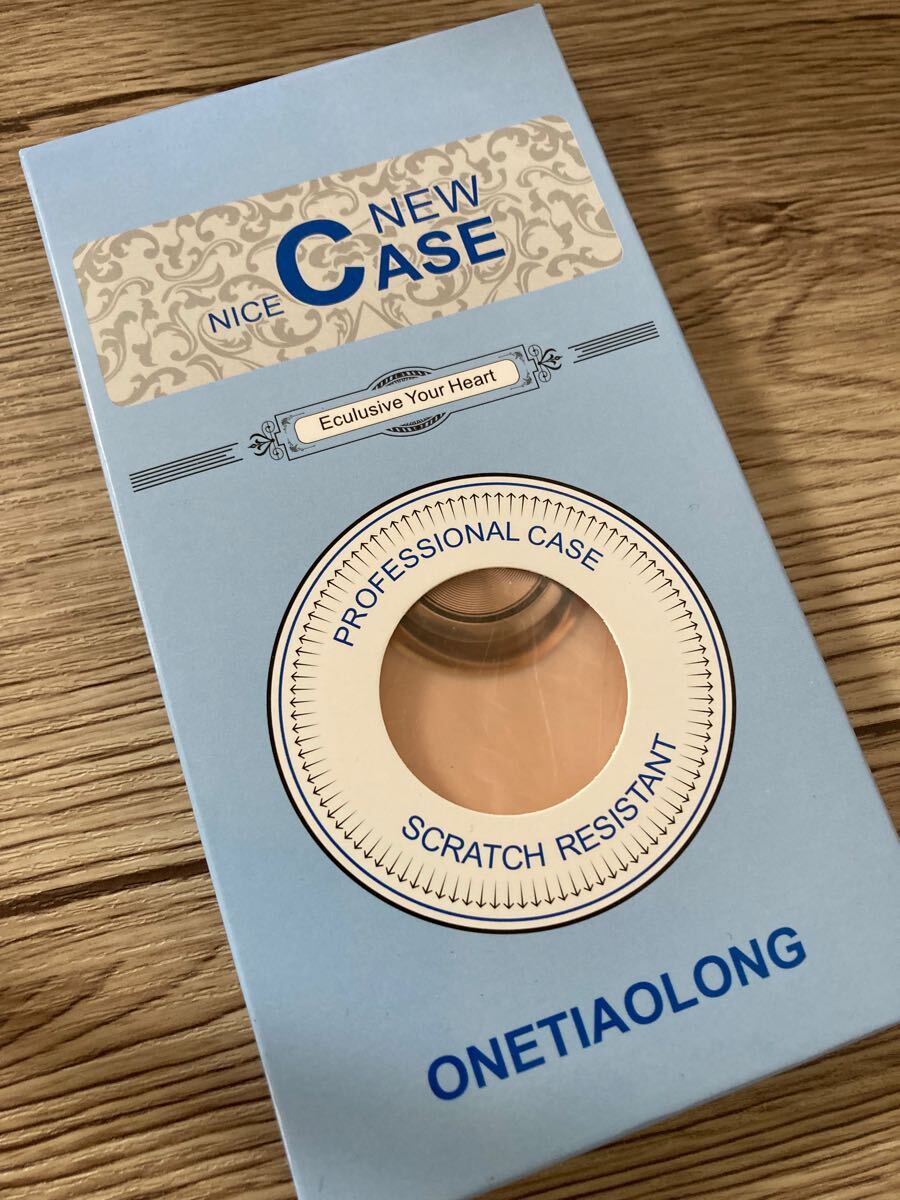 NEW
NICE CASE
Eculusive Your Heart
PROFESSIONAL CASE
SCRATCH RESISTANT
ONETIAOLONG